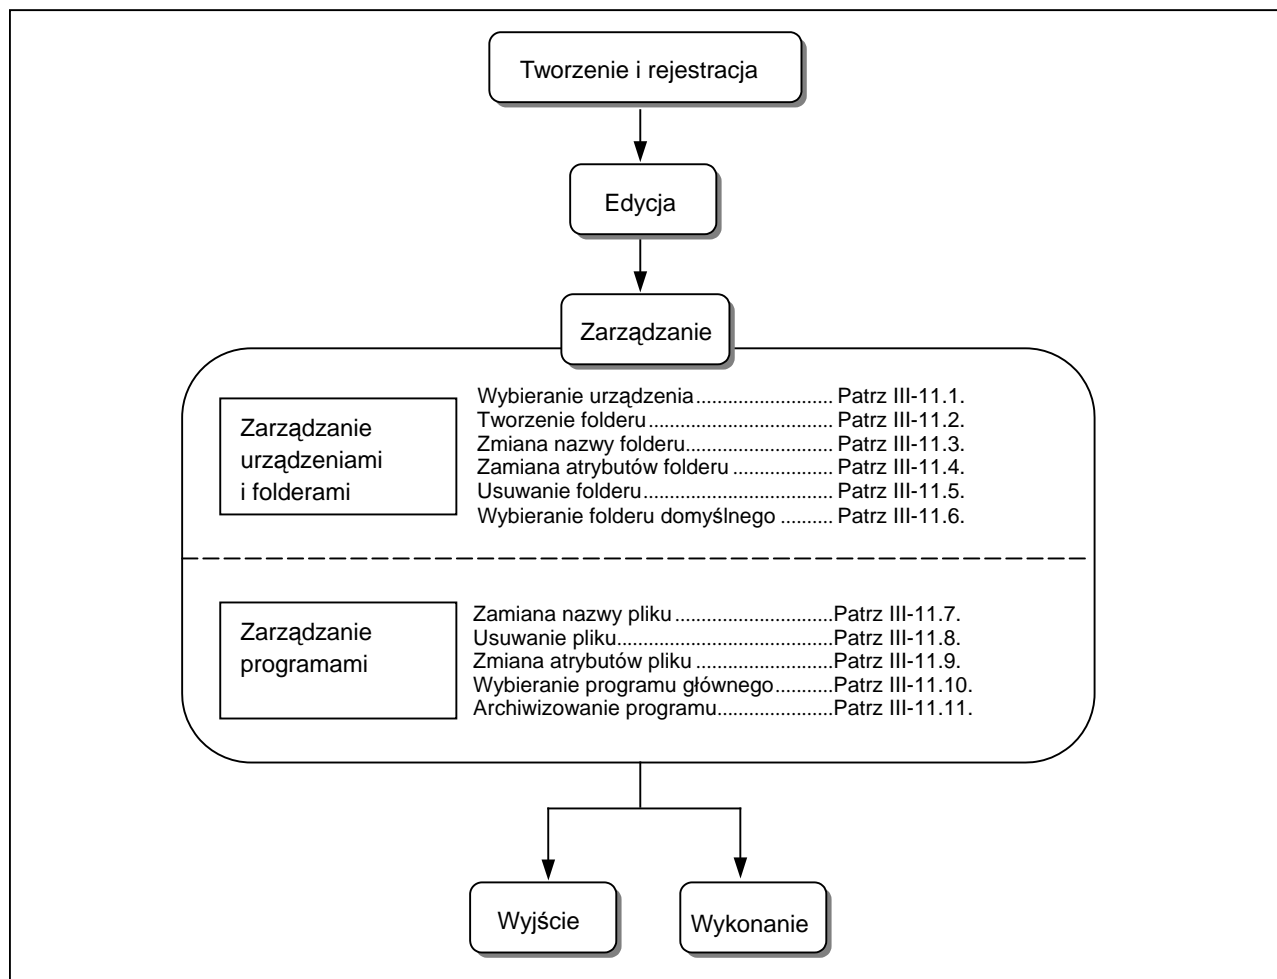 Tworzenie i rejestracja
Edycja
Zarządzanie
Zarządzanie
urządzeniami
i folderami
Wybieranie urządzenia.......................... Patrz III-11.1.
Tworzenie folderu................................... Patrz III-11.2.
Zmiana nazwy folderu............................ Patrz III-11.3.
Zamiana atrybutów folderu .................... Patrz III-11.4.
Usuwanie folderu.................................... Patrz III-11.5.
Wybieranie folderu domyślnego .......... Patrz III-11.6.
Zarządzanie
programami
Zamiana nazwy pliku ..............................Patrz III-11.7.
Usuwanie pliku......................................... Patrz III-11.8.
Zmiana atrybutów pliku ..........................Patrz III-11.9.
Wybieranie programu głównego...........Patrz III-11.10.
Archiwizowanie programu......................Patrz III-11.11.
Wyjście
Wykonanie